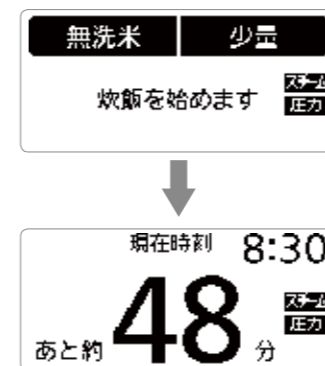 無洗米 少量
炊飯を始めます スチーム
圧力
現在時刻 8:30
スチーム
圧力
あと約 48 分